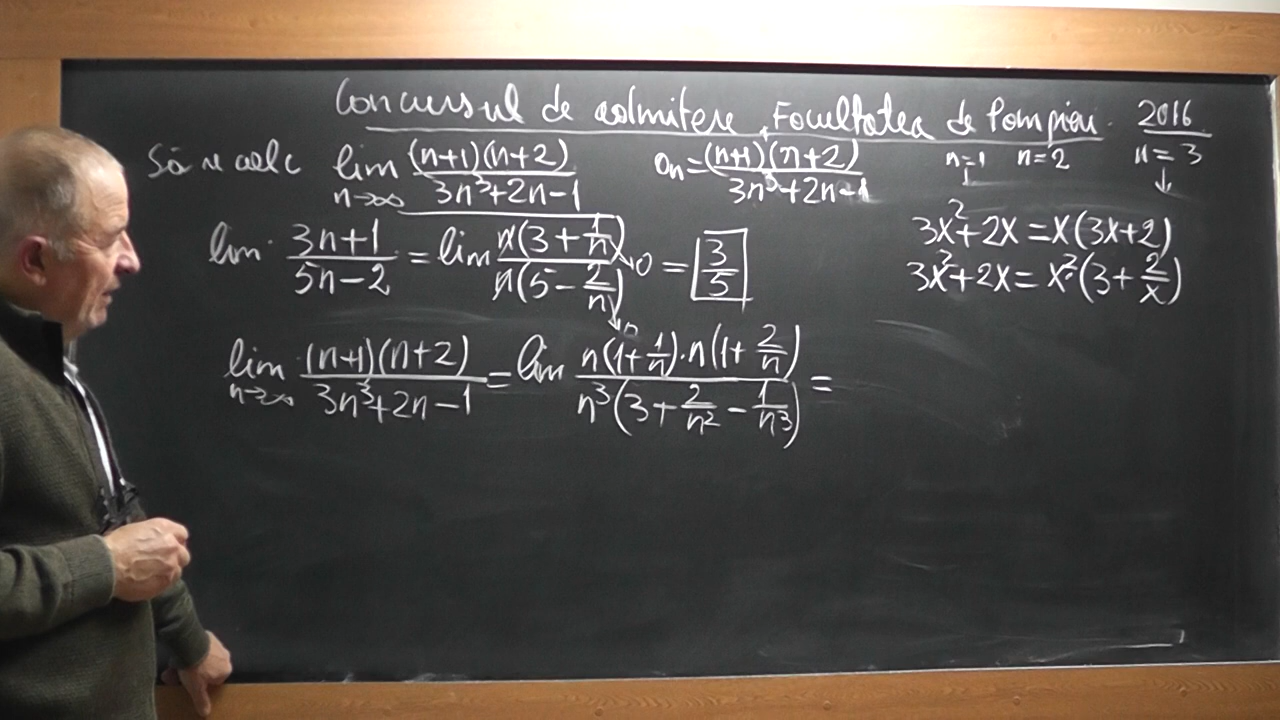 Concursul de admitere, Facultatea de Pompieri. 2016
Să se calc lim n→∞ (n+1)(n+2)/(3n³+2n-1) aₙ=(n+1)(n+2)/(3n³+2n-1) n=1 n=2 n=3
lim (3n+1)/(5n-2) = lim n(3+1/n)/n(5-2/n) →0 →0 = 3/5 3x²+2x=x(3x+2)
3x²+2x=x²·(3+2/x)
lim n→∞ (n+1)(n+2)/(3n³+2n-1) = lim n(1+1/n)·n(1+2/n)/n³(3+2/n²-1/n³) =